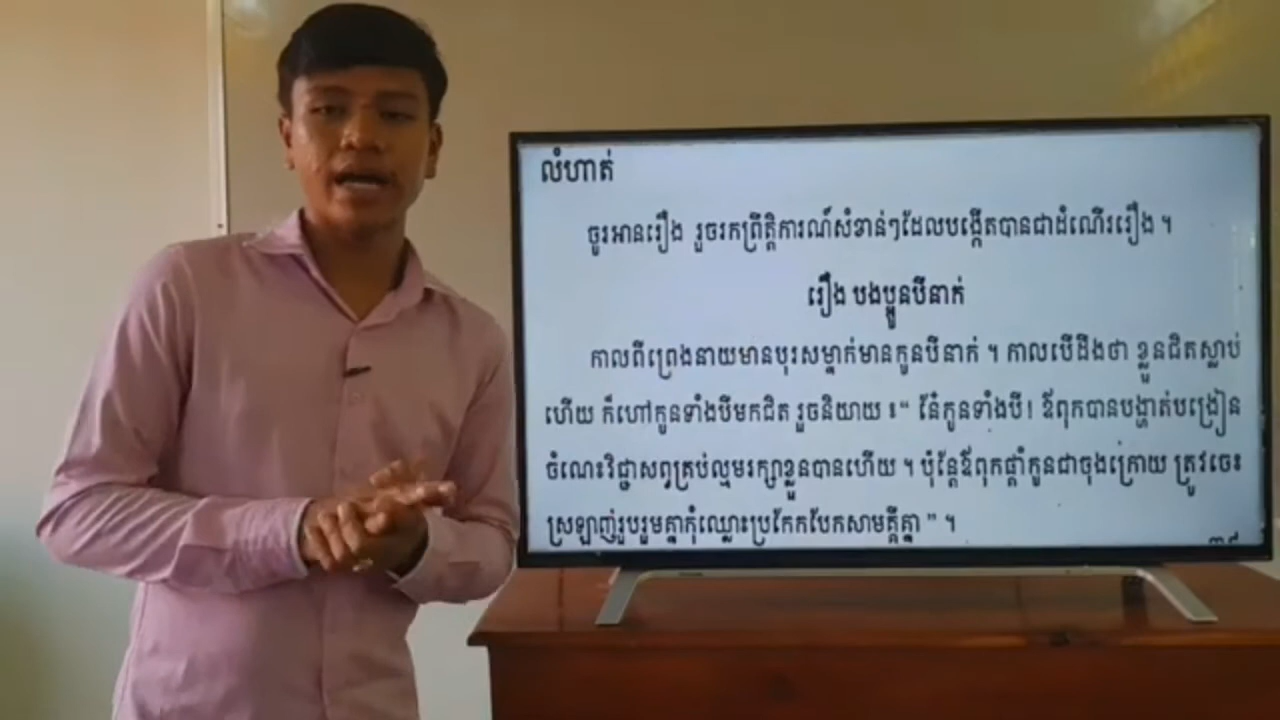 លំហាត់
ចូរអានរឿង រួចរកព្រឹត្តិការណ៍សំខាន់ៗដែលបង្កើតបានជាដំណើររឿង ។
រឿង បងប្អូនបីនាក់
កាលពីព្រេងនាយមានបុរសម្នាក់មានកូនបីនាក់ ។ កាលបើដឹងថា ខ្លួនជិតស្លាប់
ហើយ ក៏ហៅកូនទាំងបីមកជិត រួចនិយាយ ៖“ នែ៎កូនទាំងបី! ឪពុកបានបង្ហាត់បង្រៀន
ចំណេះវិជ្ជាសព្វគ្រប់ល្មមរក្សាខ្លួនបានហើយ ។ ប៉ុន្តែឪពុកផ្ដាំកូនជាចុងក្រោយ ត្រូវចេះ
ស្រឡាញ់រួបរួមគ្នាកុំឈ្លោះប្រកែកបែកសាមគ្គីគ្នា ” ។